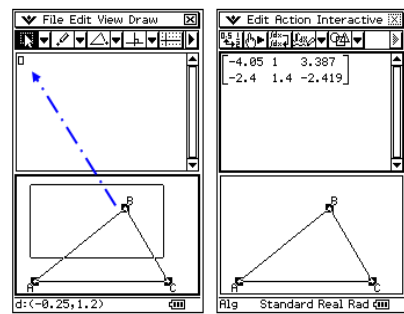 File Edit View Draw
B
A
C
d:(-0.25,1.2)
Edit Action Interactive
-4.05 1 3.387
-2.4 1.4 -2.419
B
A
C
Alg Standard Real Rad